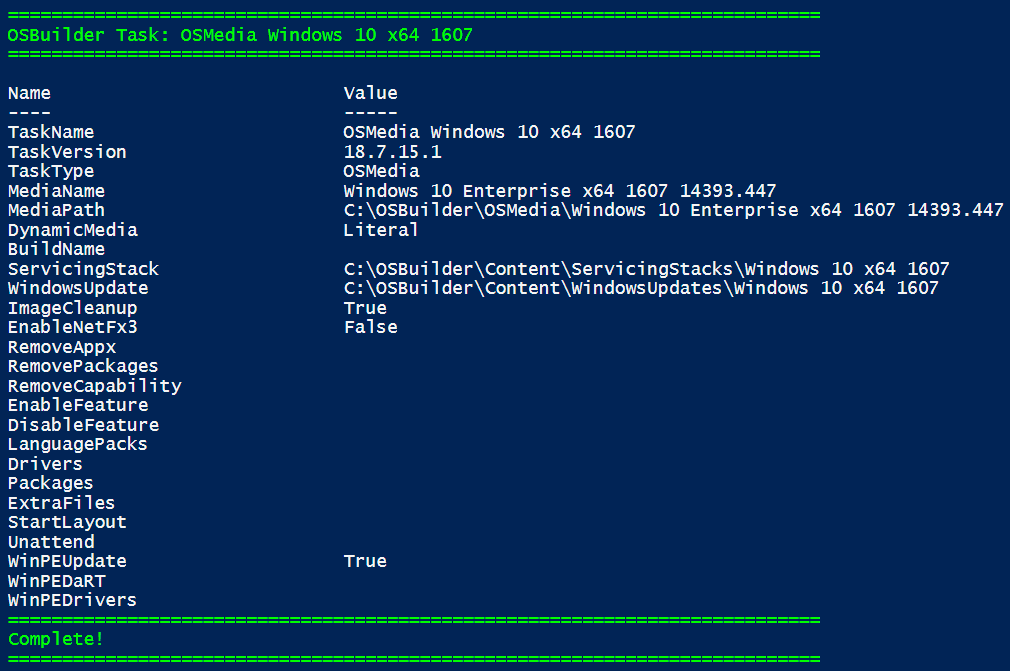 ===========================================================================
OSBuilder Task: OSMedia Windows 10 x64 1607
===========================================================================
Name                           Value
----                           -----
TaskName                       OSMedia Windows 10 x64 1607
TaskVersion                    18.7.15.1
TaskType                       OSMedia
MediaName                      Windows 10 Enterprise x64 1607 14393.447
MediaPath                      C:\OSBuilder\OSMedia\Windows 10 Enterprise x64 1607 14393.447
DynamicMedia                   Literal
BuildName
ServicingStack                 C:\OSBuilder\Content\ServicingStacks\Windows 10 x64 1607
WindowsUpdate                  C:\OSBuilder\Content\WindowsUpdates\Windows 10 x64 1607
ImageCleanup                   True
EnableNetFx3                   False
RemoveAppx
RemovePackages
RemoveCapability
EnableFeature
DisableFeature
LanguagePacks
Drivers
Packages
ExtraFiles
StartLayout
Unattend
WinPEUpdate                    True
WinPEDaRT
WinPEDrivers
===========================================================================
Complete!
===========================================================================